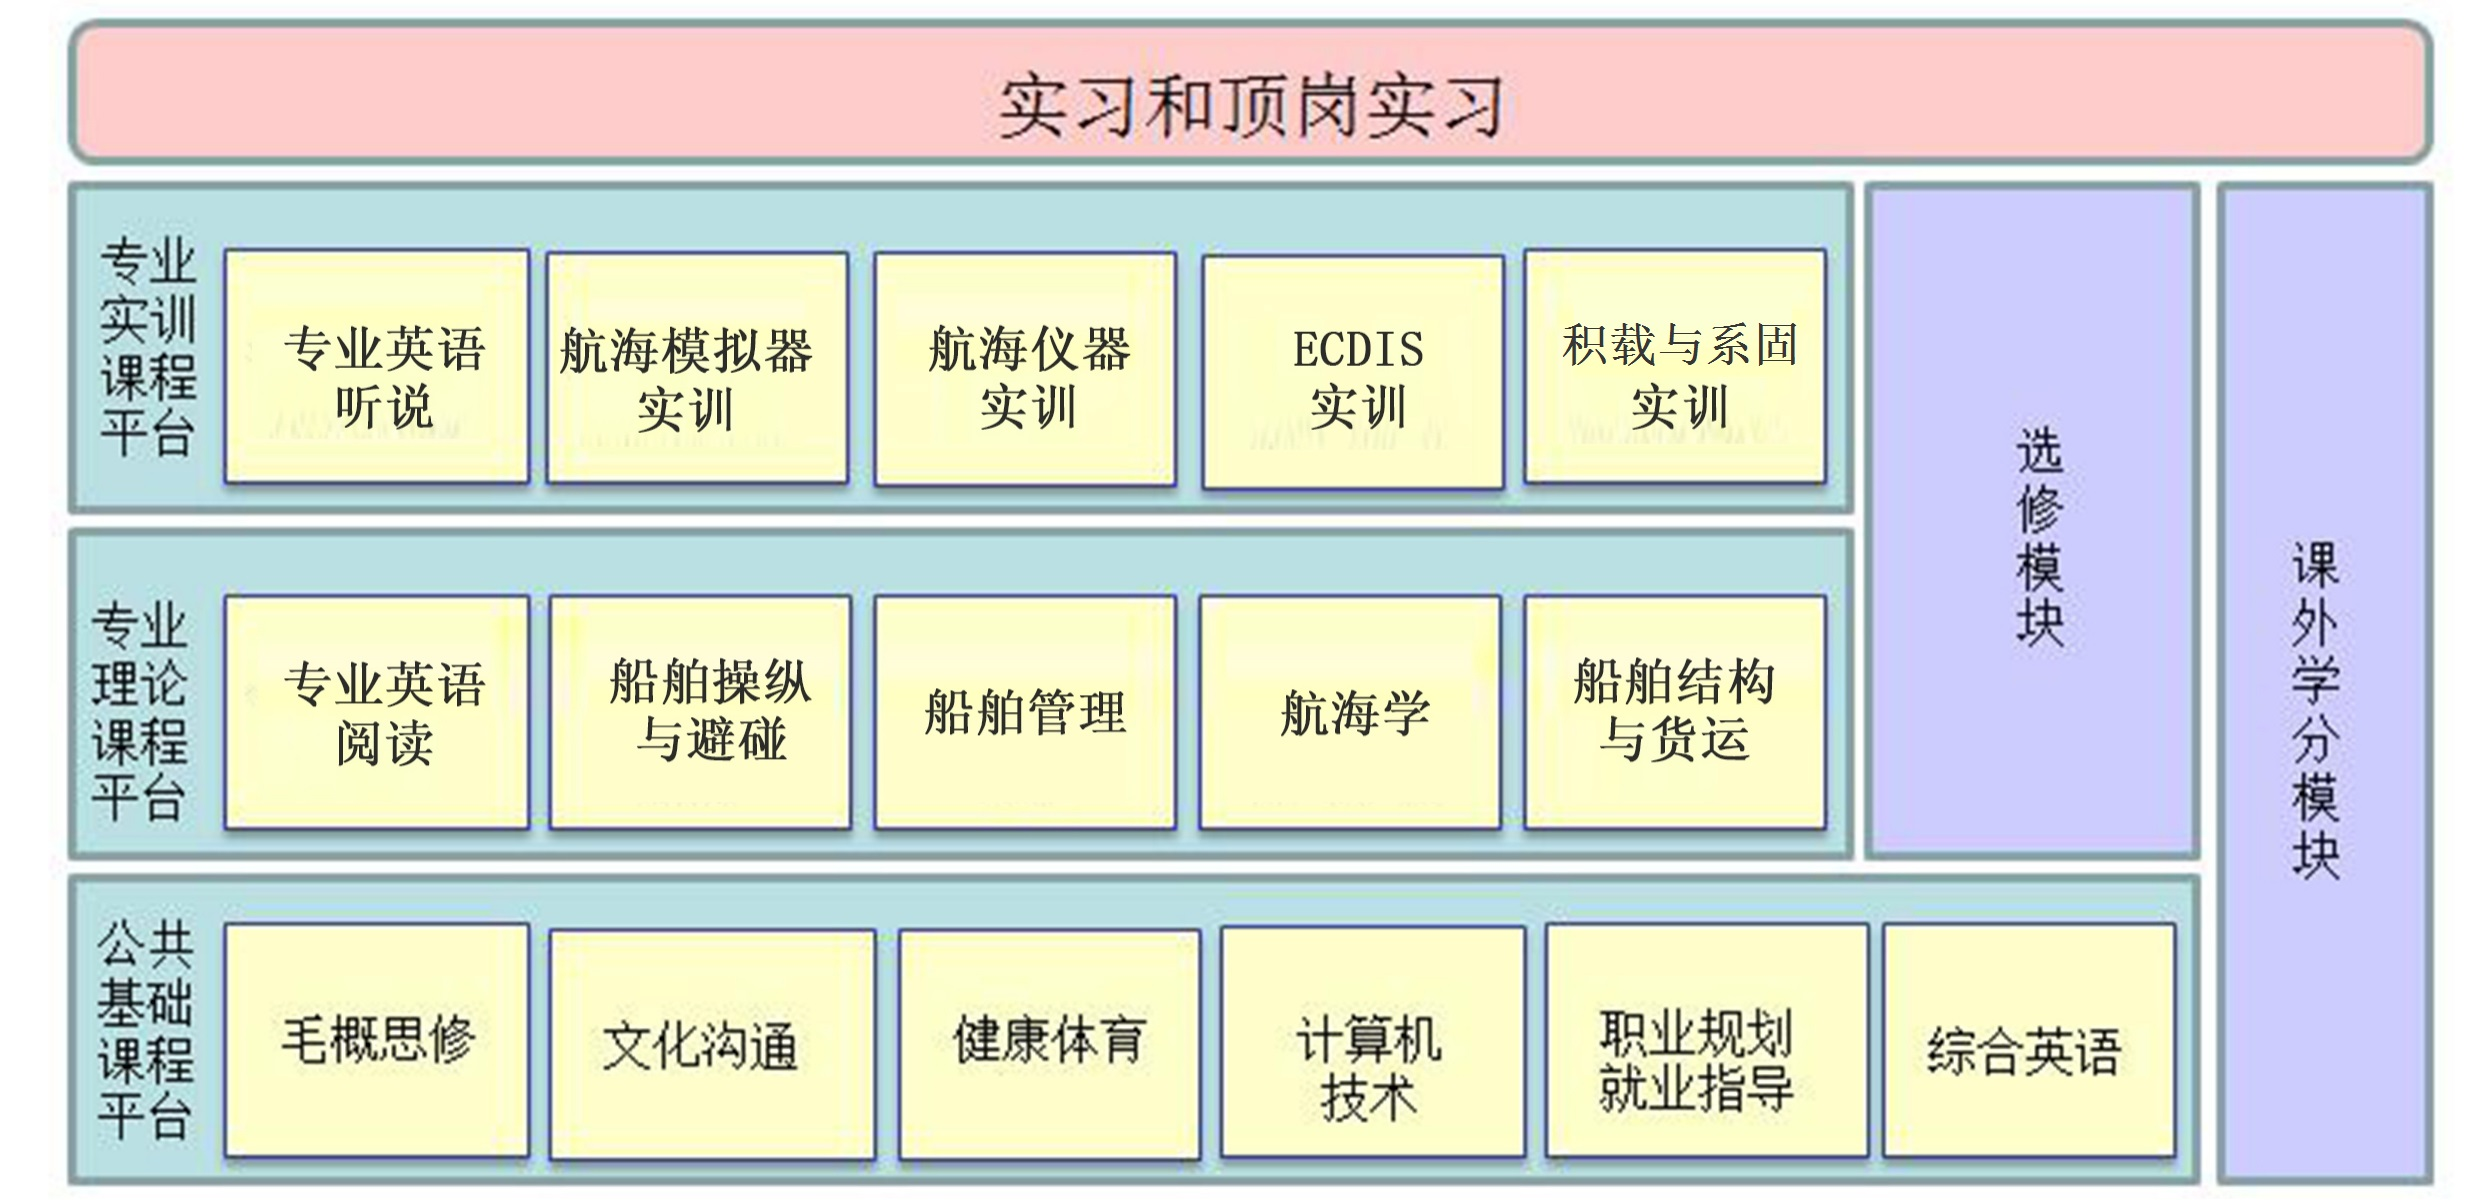 实习和顶岗实习
专业
实训
课程
平台
专业英语
听说
航海模拟器
实训
航海仪器
实训
ECDIS
实训
积载与系固
实训
专业
理论
课程
平台
专业英语
阅读
船舶操纵
与避碰
船舶管理
航海学
船舶结构
与货运
公共
基础
课程
平台
毛概思修
文化沟通
健康体育
计算机
技术
职业规划
就业指导
综合英语
选修模块
课外学分模块